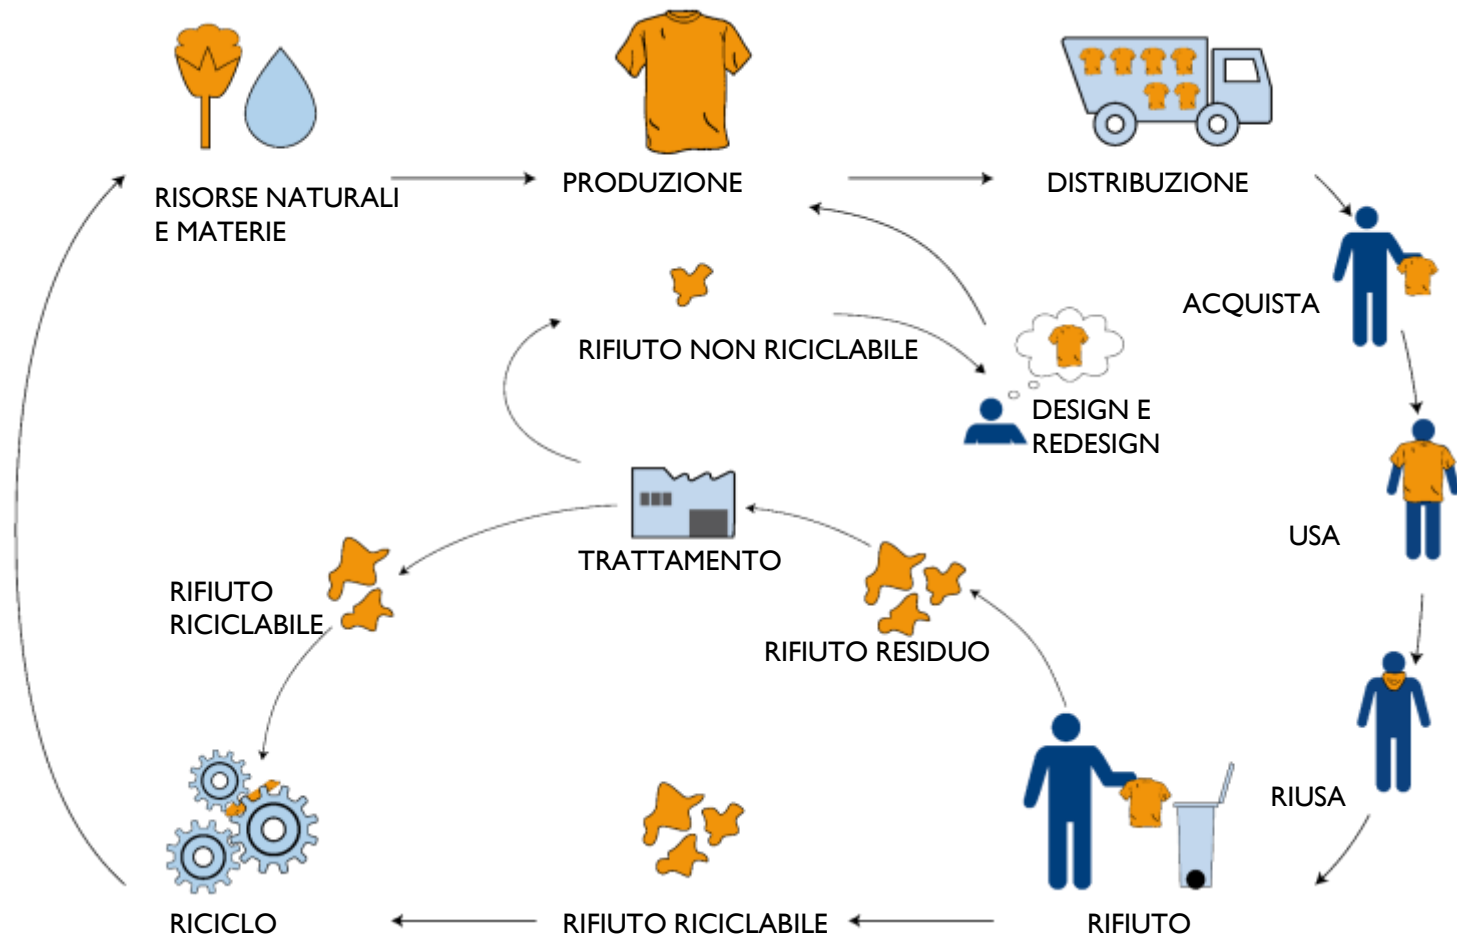 RISORSE NATURALI
E MATERIE
PRODUZIONE
DISTRIBUZIONE
ACQUISTA
RIFIUTO NON RICICLABILE
DESIGN E
REDESIGN
USA
TRATTAMENTO
RIFIUTO
RICICLABILE
RIFIUTO RESIDUO
RIUSA
RICICLO
RIFIUTO RICICLABILE
RIFIUTO